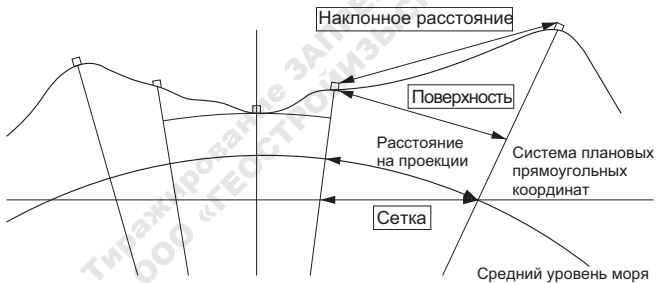 Наклонное расстояние
Поверхность
Расстояние
на проекции
Система плановых
прямоугольных
координат
Сетка
Средний уровень моря